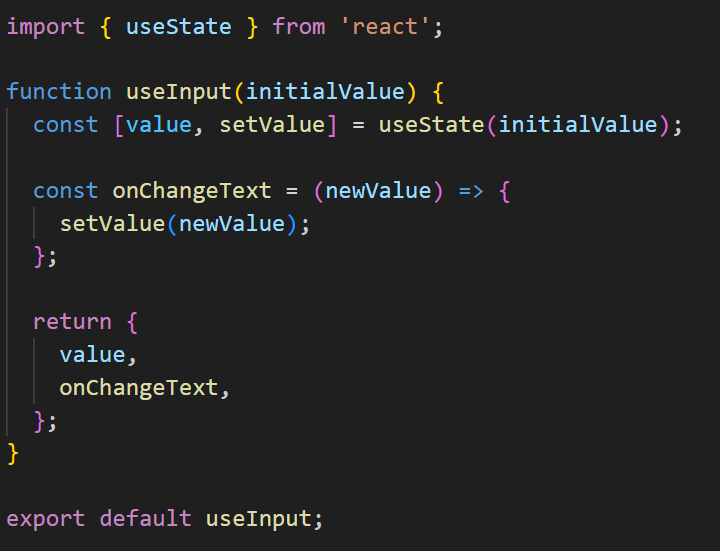 import { useState } from 'react';
function useInput(initialValue) {
  const [value, setValue] = useState(initialValue);
  const onChangeText = (newValue) => {
    setValue(newValue);
  };
  return {
    value,
    onChangeText,
  };
}
export default useInput;